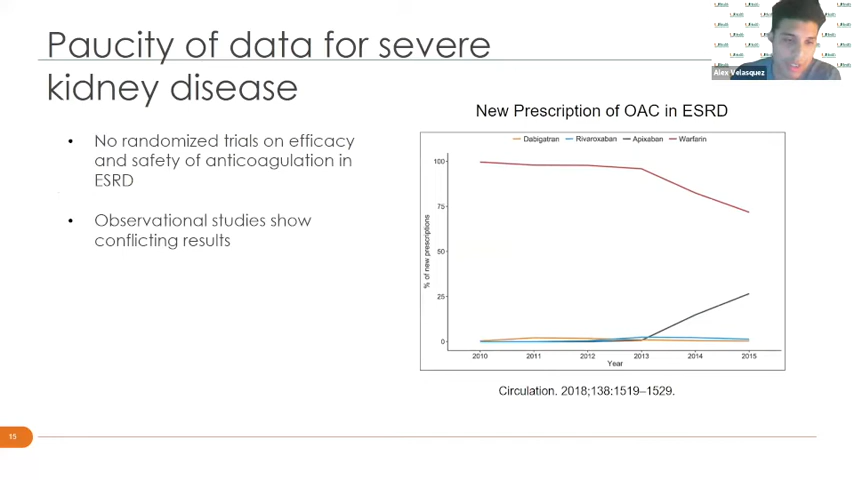 Paucity of data for severe
kidney disease
Alex Velasquez
• No randomized trials on efficacy
and safety of anticoagulation in
ESRD
• Observational studies show
conflicting results
New Prescription of OAC in ESRD
Dabigatran Rivaroxaban Apixaban Warfarin
% of new prescriptions
100
75
50
25
0
2010 2011 2012 2013 2014 2015
Year
Circulation. 2018;138:1519–1529.
15